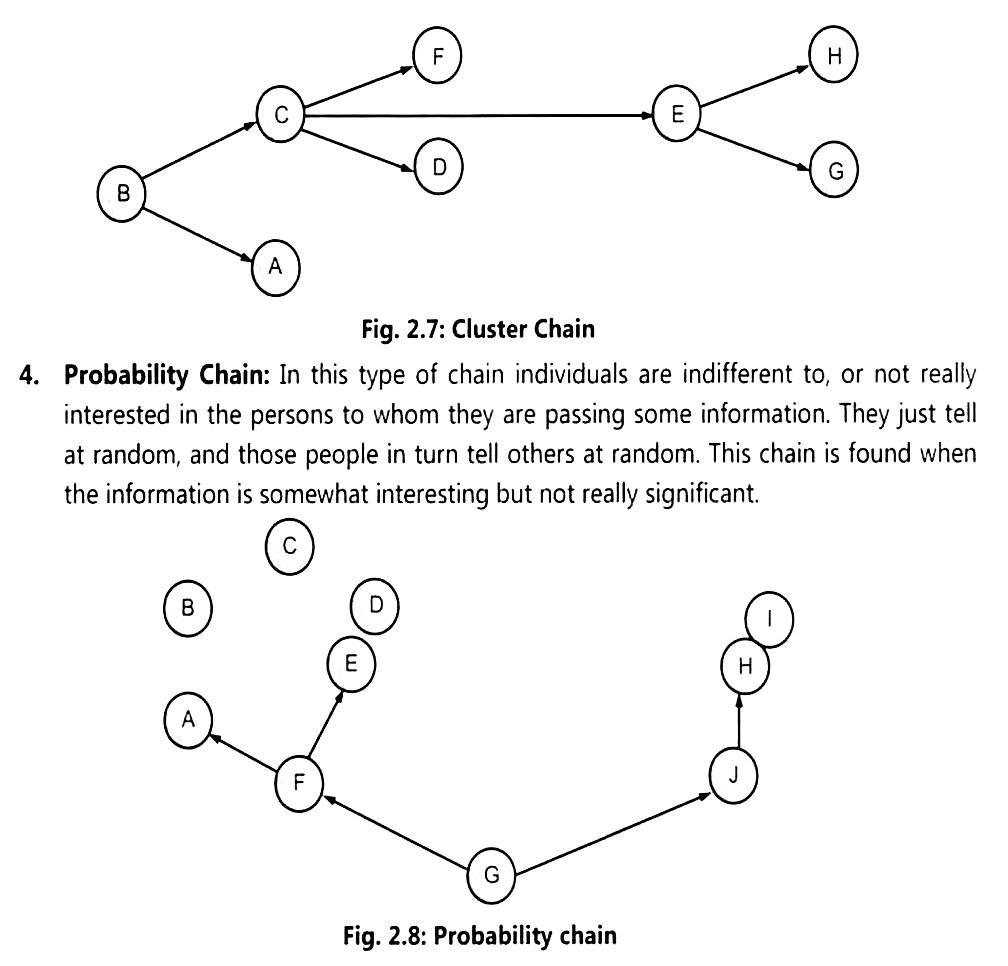 F
H
C
E
D
G
B
A
Fig. 2.7: Cluster Chain
4. Probability Chain: In this type of chain individuals are indifferent to, or not really
interested in the persons to whom they are passing some information. They just tell
at random, and those people in turn tell others at random. This chain is found when
the information is somewhat interesting but not really significant.
C
B
D
I
E
H
A
F
J
G
Fig. 2.8: Probability chain